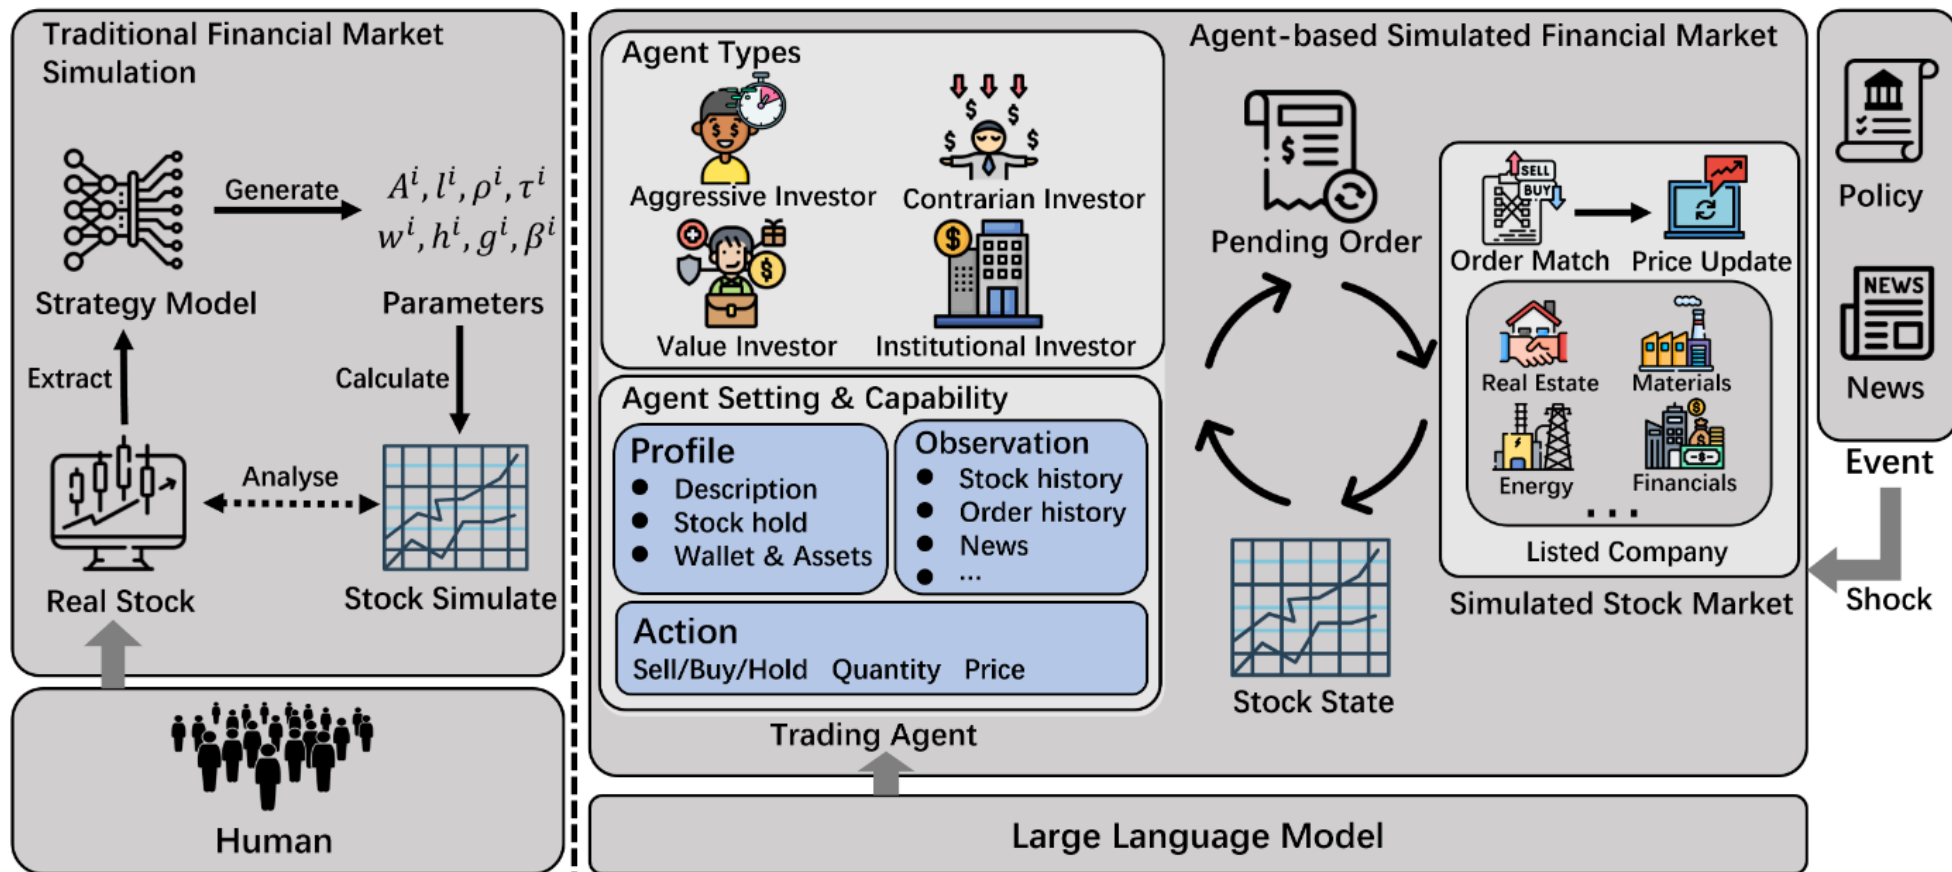 Traditional Financial Market
Simulation
Generate
A^i, l^i, ρ^i, τ^i
w^i, h^i, g^i, β^i
Strategy Model
Parameters
Extract
Calculate
Analyse
Real Stock
Stock Simulate
Human
Agent-based Simulated Financial Market
Agent Types
Aggressive Investor
Contrarian Investor
Value Investor
Institutional Investor
Agent Setting & Capability
Profile
● Description
● Stock hold
● Wallet & Assets
Observation
● Stock history
● Order history
● News
● ...
Action
Sell/Buy/Hold Quantity Price
Trading Agent
$
Pending Order
SELL
BUY
Order Match
Price Update
Real Estate
Materials
Energy
Financials
...
Listed Company
Simulated Stock Market
Stock State
Large Language Model
Policy
NEWS
News
Event
Shock